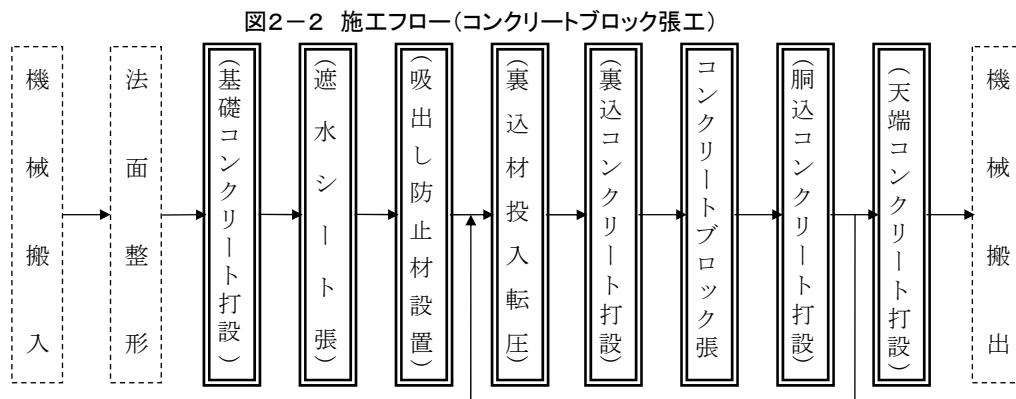 図2－2 施工フロー（コンクリートブロック張工）
機械搬入
法面整形
（基礎コンクリート打設）
（遮水シート張）
（吸出し防止材設置）
（裏込材投入転圧）
（裏込コンクリート打設）
コンクリートブロック張
（胴込コンクリート打設）
（天端コンクリート打設）
機械搬出